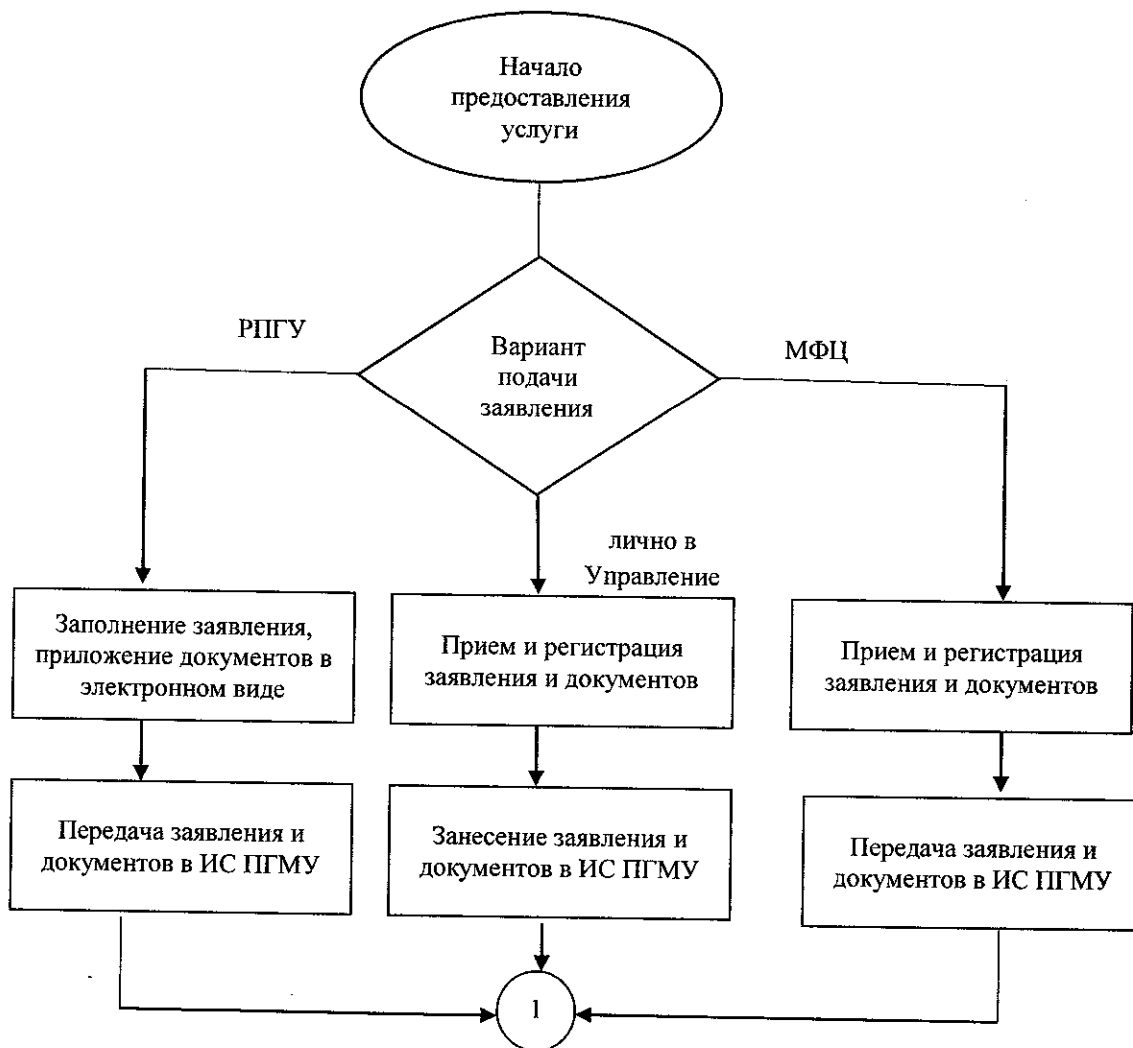 Начало
предоставления
услуги
РПГУ
МФЦ
Вариант
подачи
заявления
лично в
Управление
Заполнение заявления,
приложение документов в
электронном виде
Прием и регистрация
заявления и документов
Прием и регистрация
заявления и документов
Передача заявления и
документов в ИС ПГМУ
Занесение заявления и
документов в ИС ПГМУ
Передача заявления и
документов в ИС ПГМУ
1